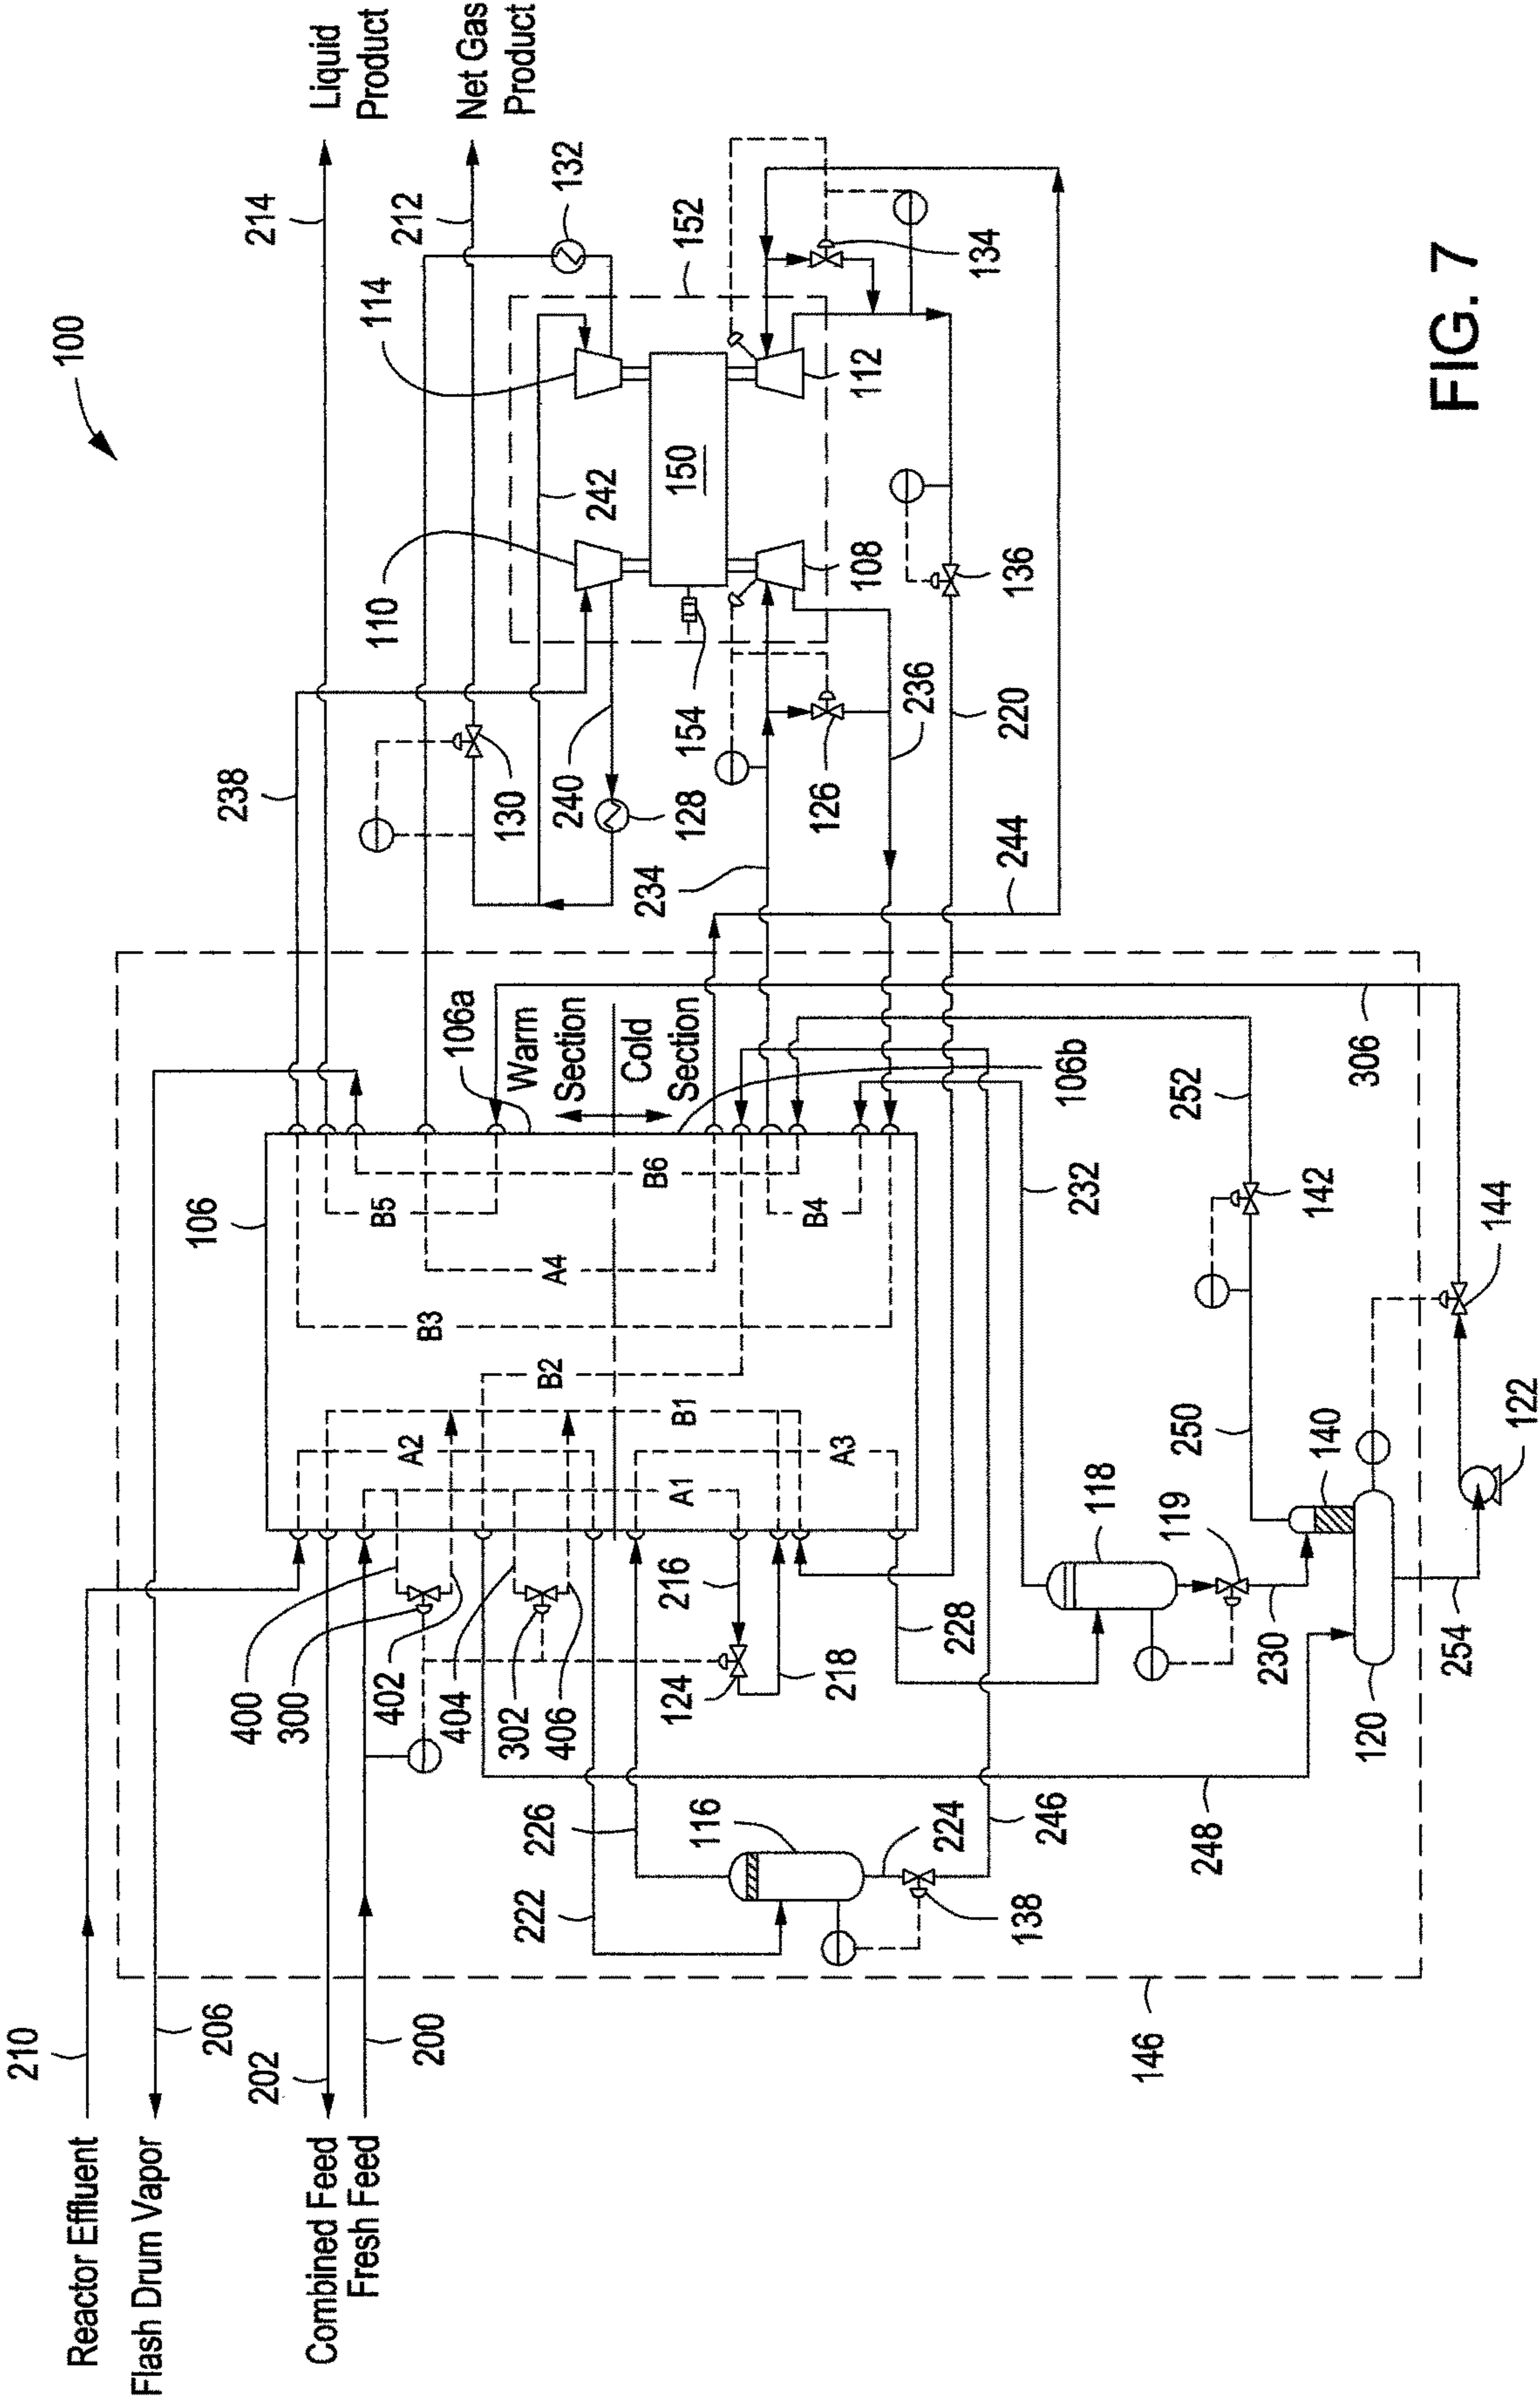 100
Liquid
Product
Net Gas
Product
214
212
132
114
152
134
242
150
112
110
108
136
154
236
220
238
130
240
128
126
234
244
106a
Warm
Section
Cold
Section
106b
306
252
106
B5
B6
B4
232
142
144
A4
B3
B2
A2
B1
A3
A1
250
140
122
118
119
400
300
402
404
302
406
216
124
218
228
230
254
120
226
116
224
246
248
222
138
146
210
206
202
200
Reactor Effluent
Flash Drum Vapor
Combined Feed
Fresh Feed
FIG. 7